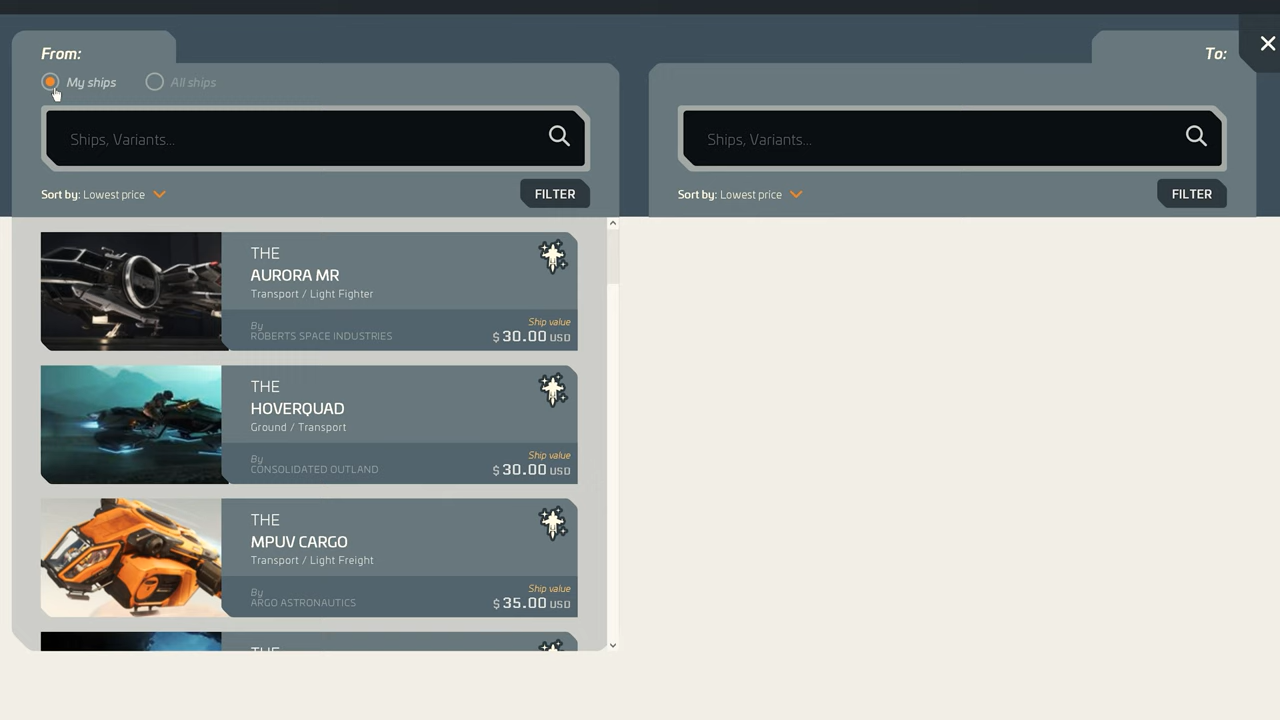 From:
My ships
All ships
Ships, Variants...
Sort by: Lowest price
FILTER
THE
AURORA MR
Transport / Light Fighter
By
ROBERTS SPACE INDUSTRIES
Ship value
$ 30.00 USD
THE
HOVERQUAD
Ground / Transport
By
CONSOLIDATED OUTLAND
Ship value
$ 30.00 USD
THE
MPUV CARGO
Transport / Light Freight
By
ARGO ASTRONAUTICS
Ship value
$ 35.00 USD
THE
To:
Ships, Variants...
Sort by: Lowest price
FILTER